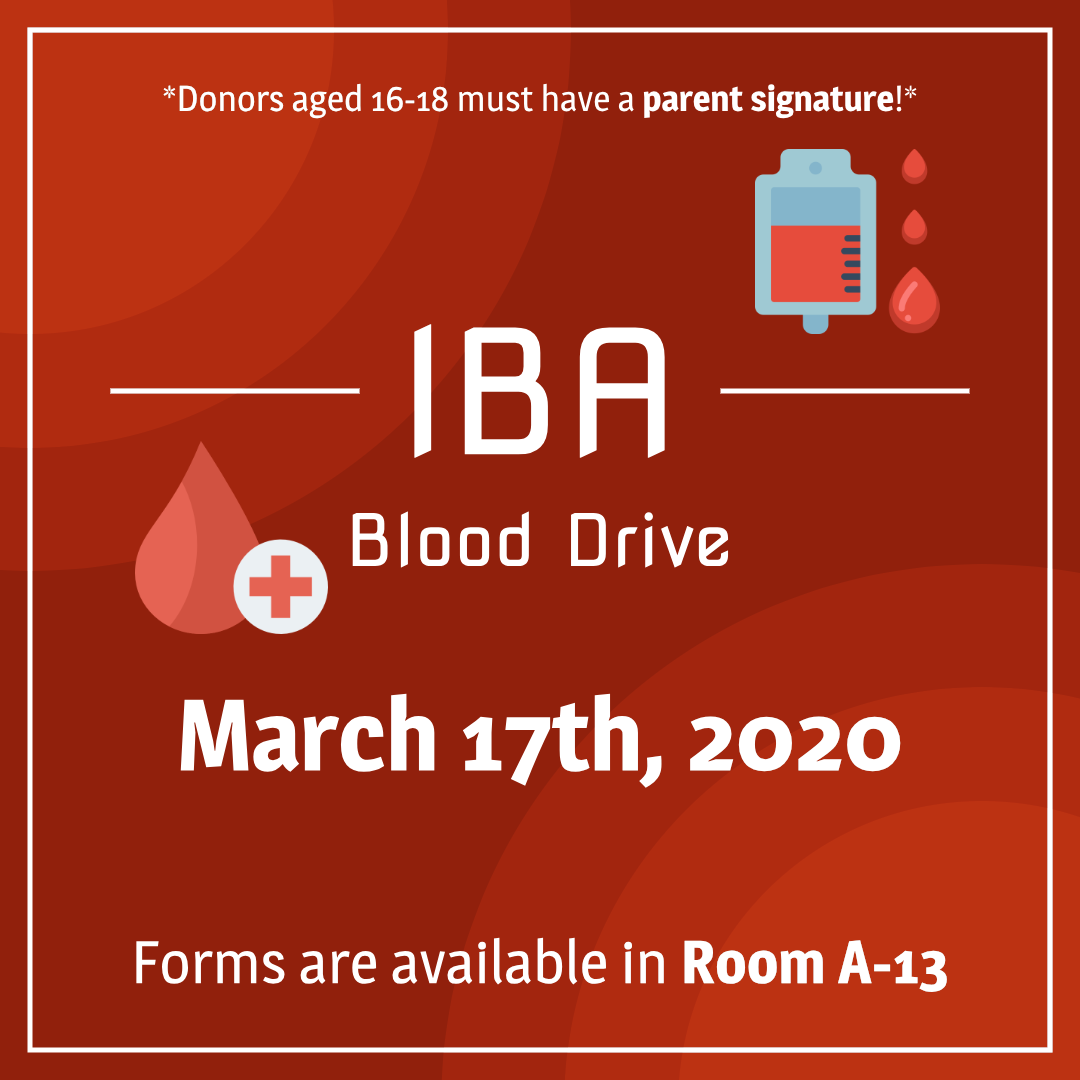 *Donors aged 16-18 must have a parent signature!*
IBA
Blood Drive
March 17th, 2020
Forms are available in Room A-13